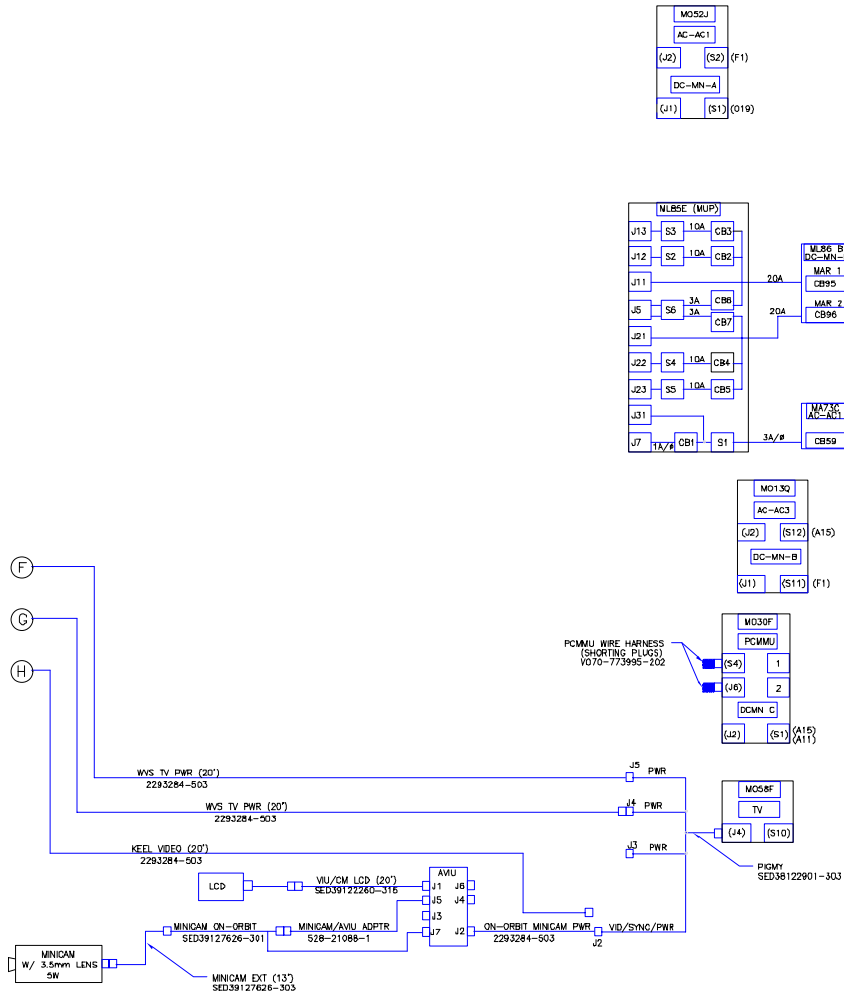 MO52J
AC-AC1
(J2) (S2) (F1)
DC-MN-A
(J1) (S1) (O19)
ML85E (MUP)
J13 S3 10A CB3
J12 S2 10A CB2
J11
20A
J5 S6 3A CB6
3A CB7
20A
J21
J22 S4 10A CB4
J23 S5 10A CB5
J31
J7 1A/ø CB1 S1 3A/ø
ML86 B
DC-MN-
MAR 1
CB95
MAR 2
CB96
MA73C
AC-AC1
CB59
MO13Q
AC-AC3
(J2) (S12) (A15)
DC-MN-B
(J1) (S11) (F1)
F
G
H
PCMMU WIRE HARNESS
(SHORTING PLUGS)
V070-773995-202
MO30F
PCMMU
(S4) 1
(J6) 2
DCMN C
(J2) (S1) (A15)
(A11)
WVS TV PWR (20')
2293284-503
J5 PWR
WVS TV PWR (20')
2293284-503
J4 PWR
KEEL VIDEO (20')
2293284-503
J3 PWR
MO58F
TV
(J4) (S10)
PIGMY
SED38122901-303
LCD
VIU/CM LCD (20')
SED39122260-316
AVIU
J1 J6
J5 J4
J3
J7 J2
MINICAM ON-ORBIT
SED39127626-301
MINICAM/AVIU ADPTR
528-21088-1
ON-ORBIT MINICAM PWR
2293284-503
J2
VID/SYNC/PWR
MINICAM
W/ 3.5mm LENS
5W
MINICAM EXT (13')
SED39127626-303